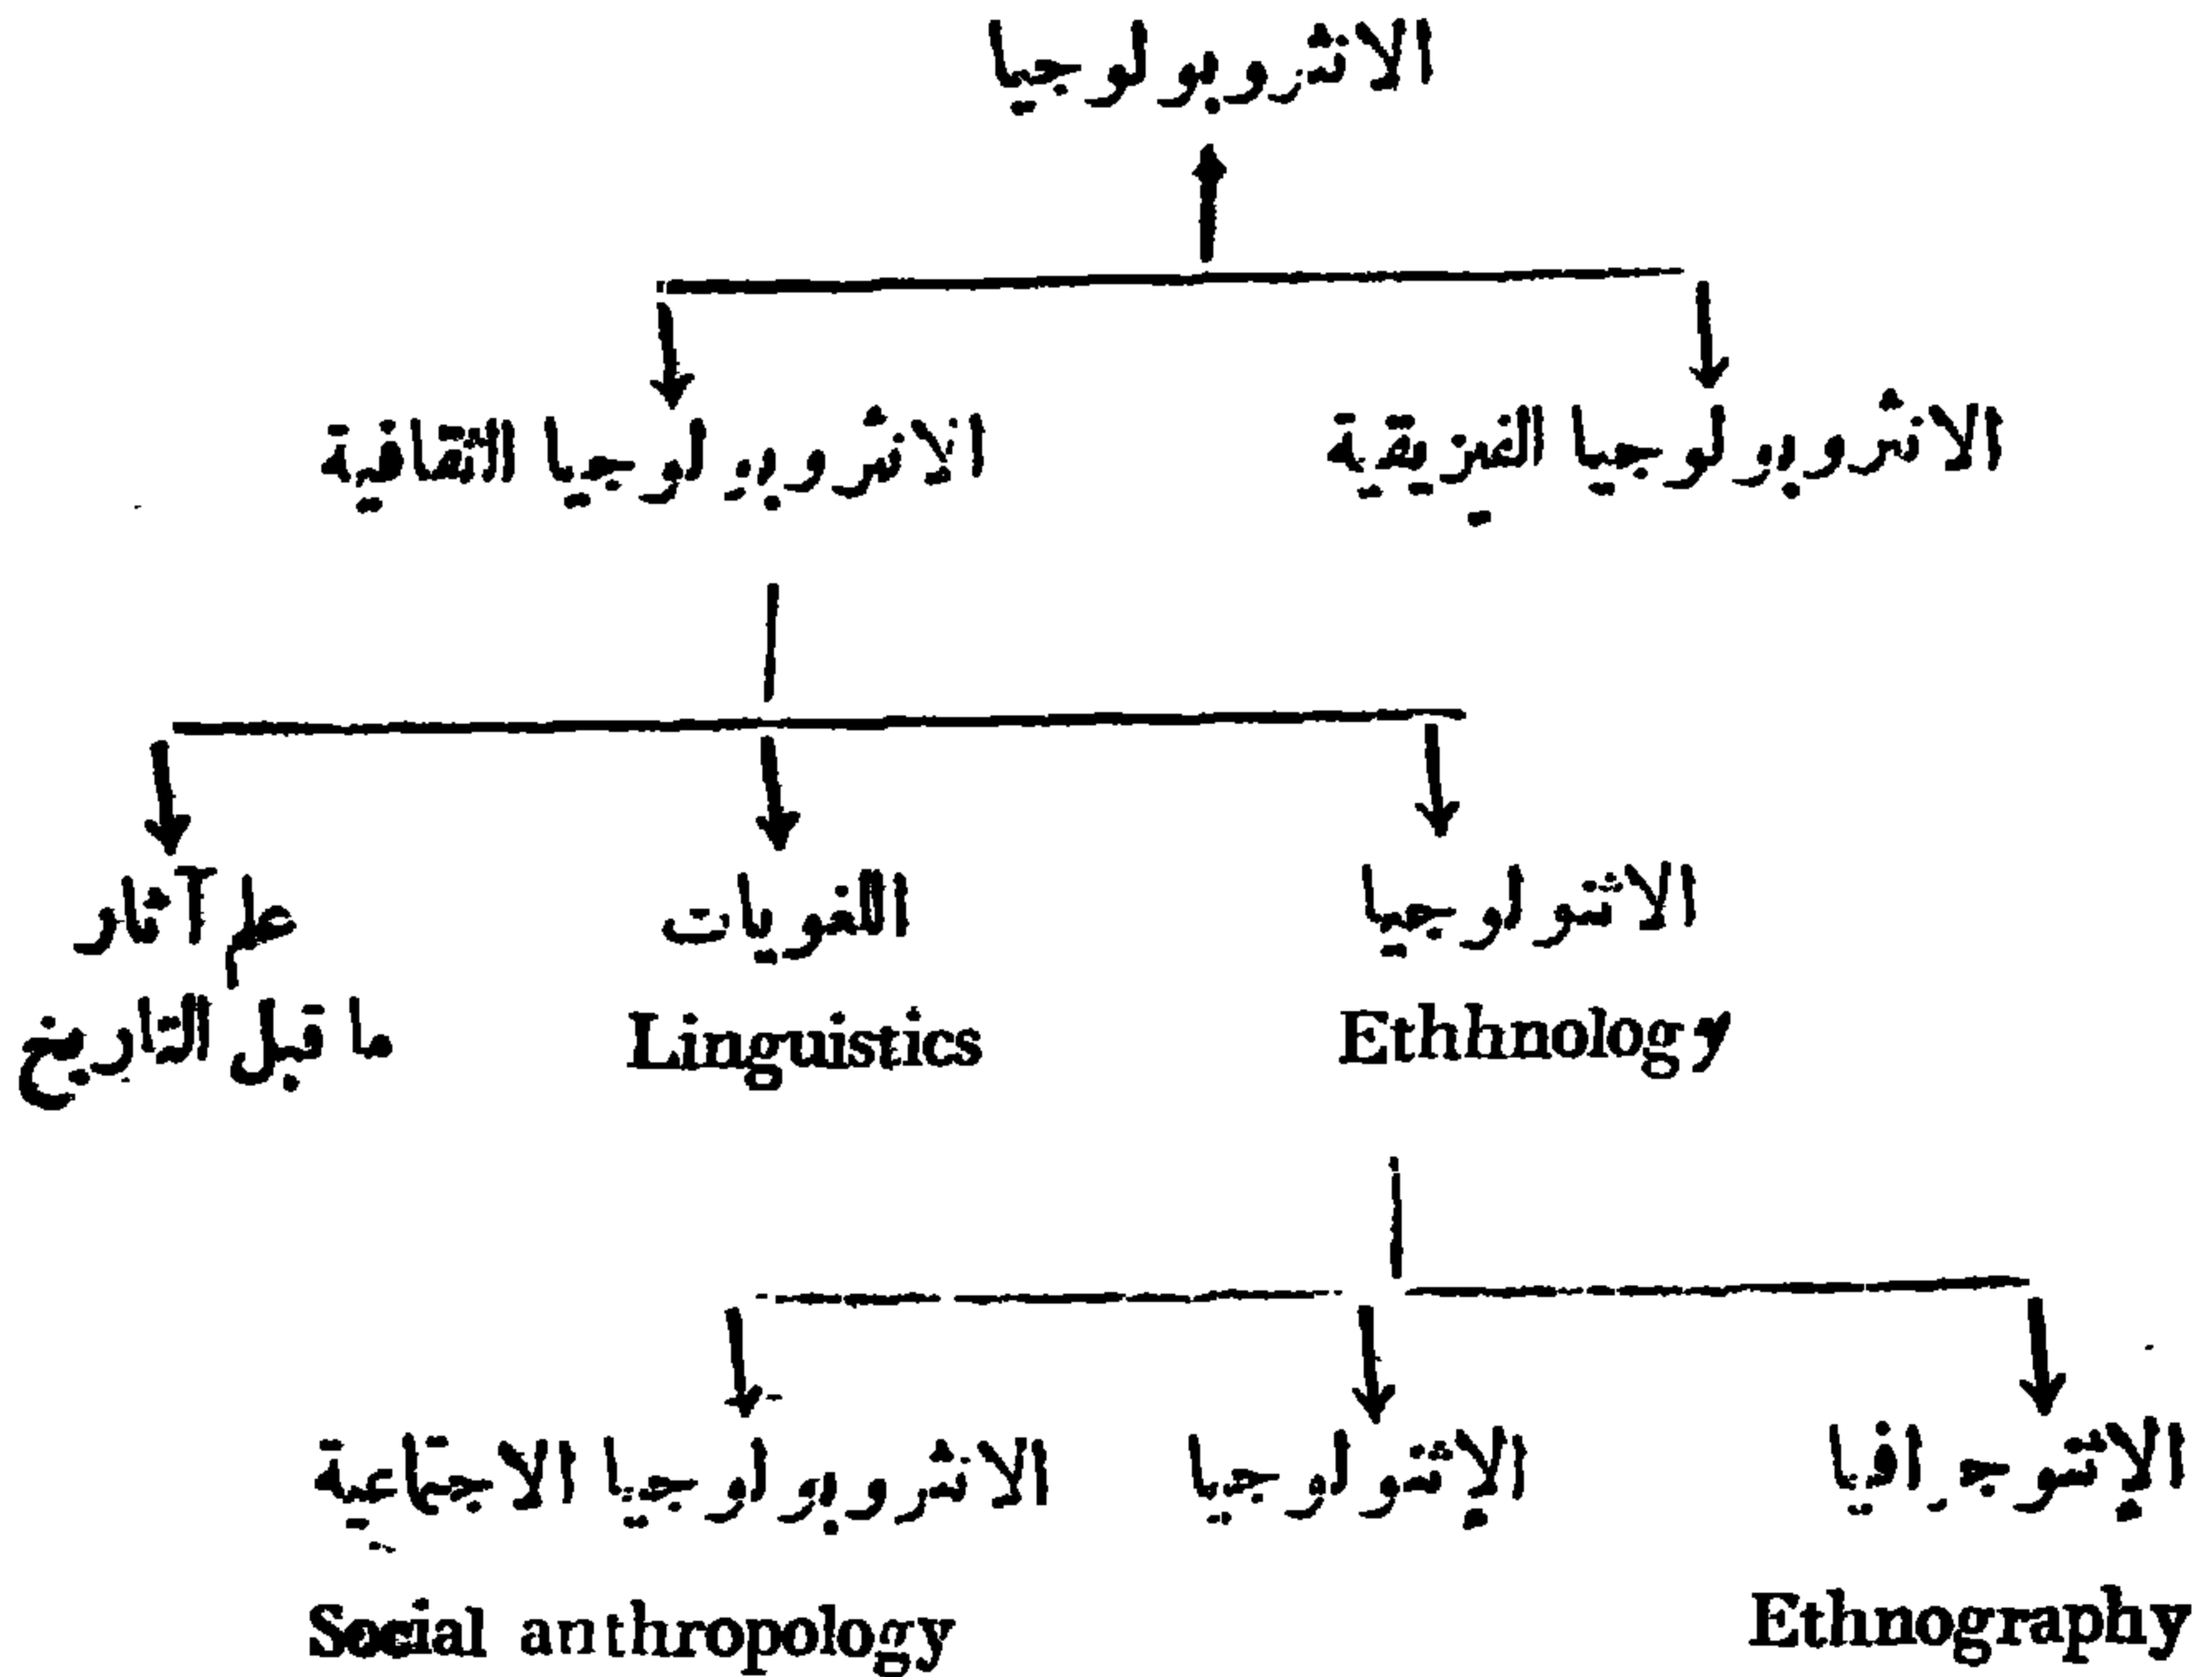 الانثروبولوجيا
الانثروبولوجيا الفيزيقية
الانثروبولوجيا الثقافية
الاثنولوجيا
اللغويات
علم آثار
Ethhnology
Linguistics
ما قبل التاريخ
الإثنوجرافيا
الإثنولوجيا
الانثروبولوجيا الاجتماعية
Ethnography
Social anthropology